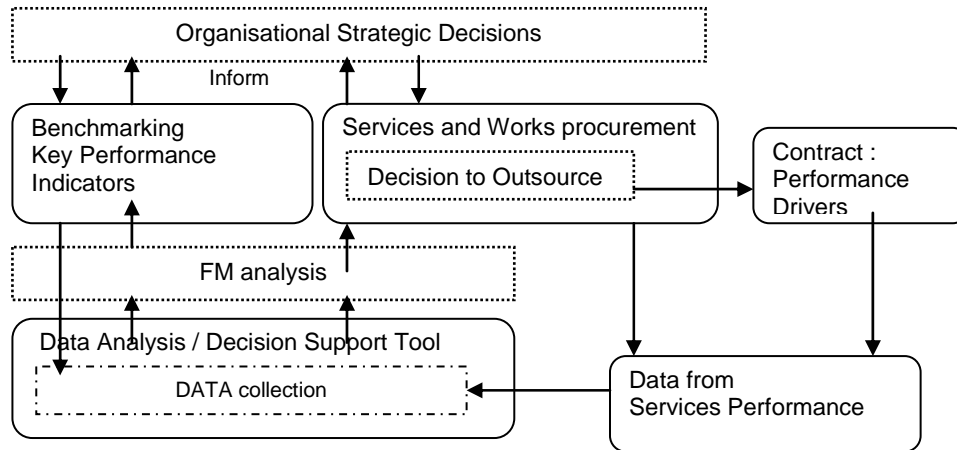 Organisational Strategic Decisions
Inform
Benchmarking
Key Performance
Indicators
Services and Works procurement
Decision to Outsource
Contract :
Performance
Drivers
FM analysis
Data Analysis / Decision Support Tool
DATA collection
Data from
Services Performance